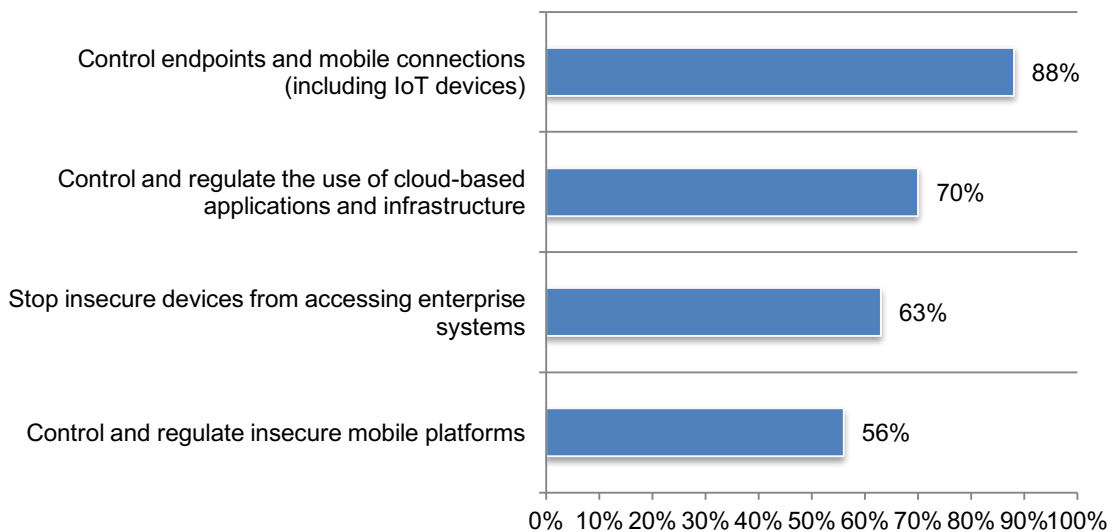 Control endpoints and mobile connections
(including IoT devices)
88%
Control and regulate the use of cloud-based
applications and infrastructure
70%
Stop insecure devices from accessing enterprise
systems
63%
Control and regulate insecure mobile platforms
56%
0% 10% 20% 30% 40% 50% 60% 70% 80% 90% 100%